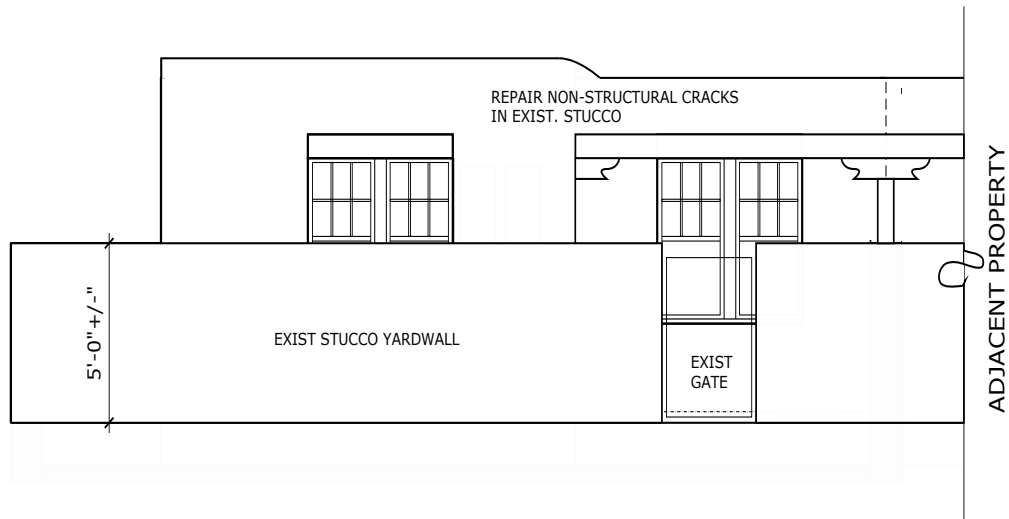 REPAIR NON-STRUCTURAL CRACKS
IN EXIST. STUCCO
ADJACENT PROPERTY
5'-0"+/-"
EXIST STUCCO YARDWALL
EXIST
GATE